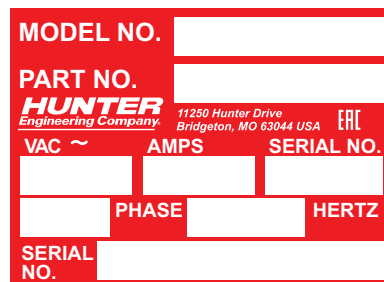 MODEL NO.
PART NO.
HUNTER
Engineering Company
11250 Hunter Drive
Bridgeton, MO 63044 USA
EAC
VAC ~ AMPS SERIAL NO.
PHASE HERTZ
SERIAL
NO.